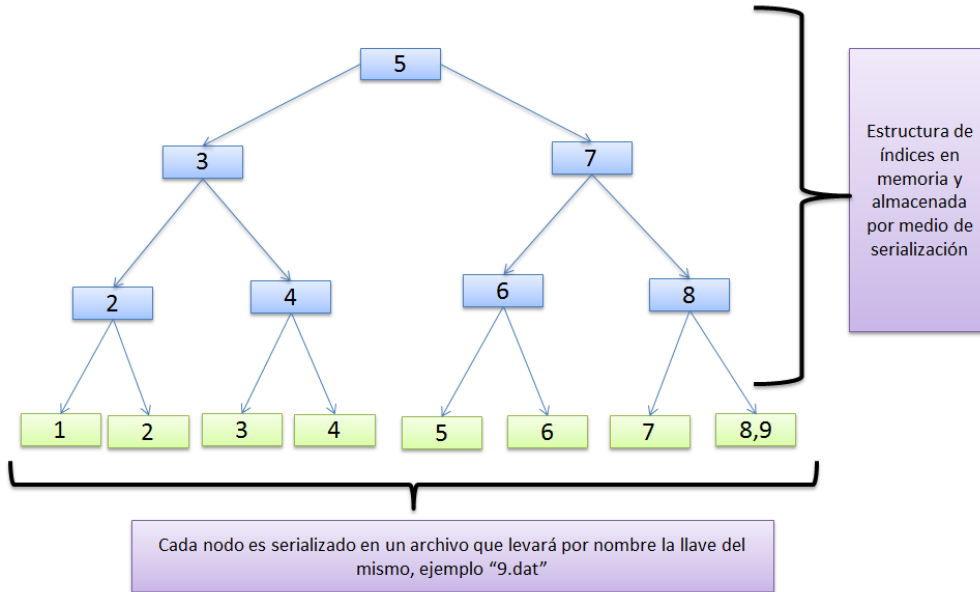 5
3
7
Estructura de
índices en
memoria y
almacenada
por medio de
serialización
2
4
6
8
1
2
3
4
5
6
7
8,9
Cada nodo es serializado en un archivo que levará por nombre la llave del
mismo, ejemplo “9.dat”